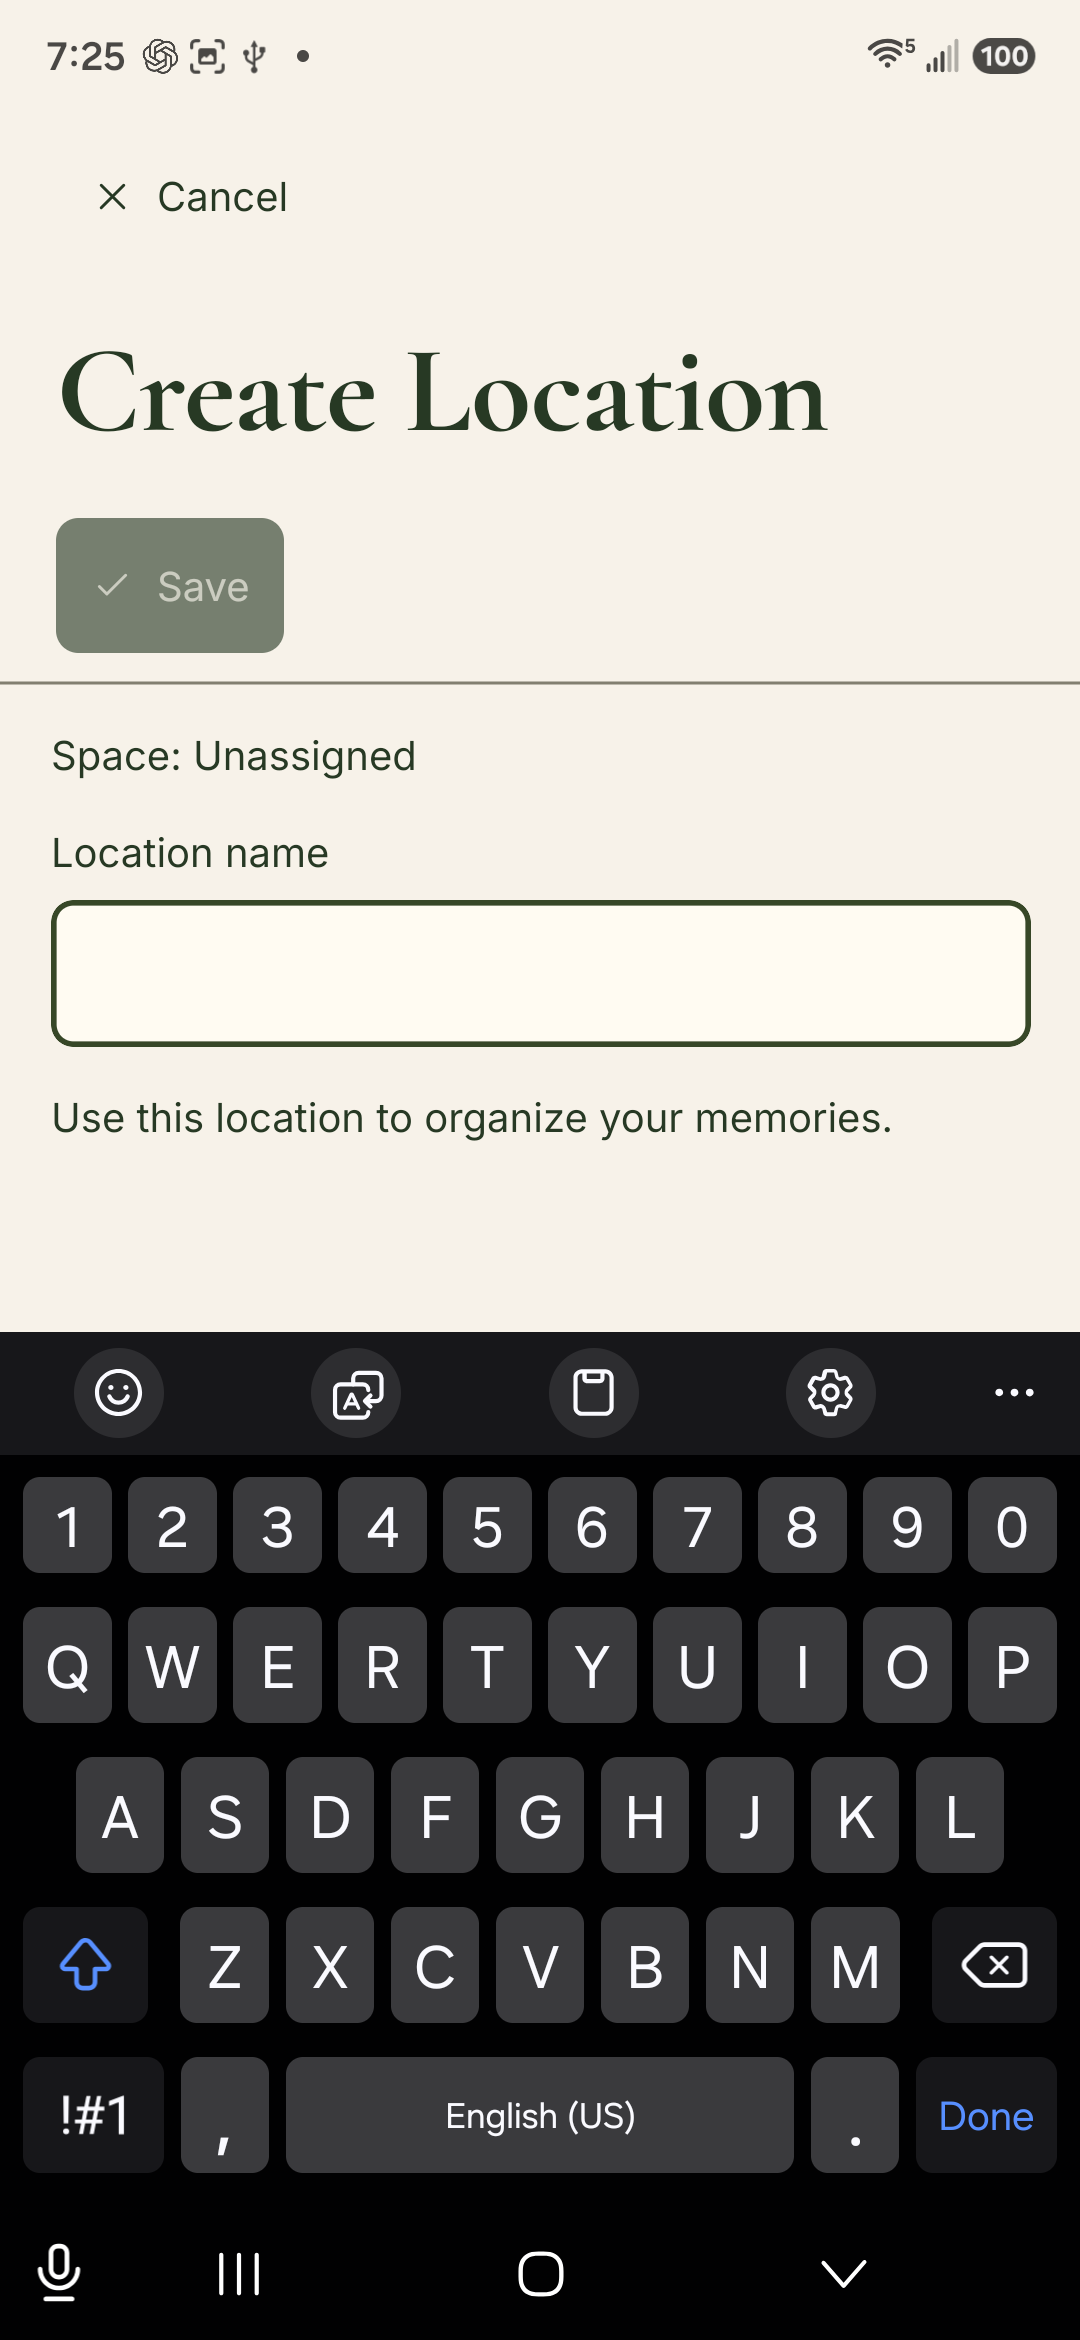 7:25
5
100
Cancel
Create Location
Save
Space: Unassigned
Location name
Use this location to organize your memories.
A
1 2 3 4 5 6 7 8 9 0
Q W E R T Y U I O P
A S D F G H J K L
Z X C V B N M
!#1 , English (US) . Done